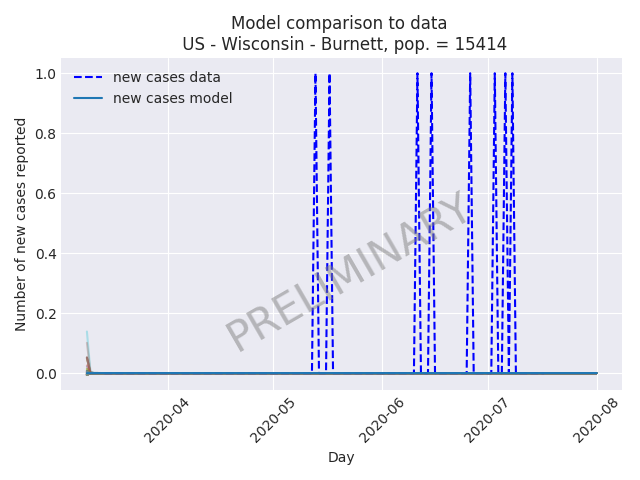 Model comparison to data
US - Wisconsin - Burnett, pop. = 15414
new cases data
new cases model
1.0
0.8
0.6
0.4
0.2
0.0
Number of new cases reported
PRELIMINARY
2020-04
2020-05
2020-06
2020-07
2020-08
Day